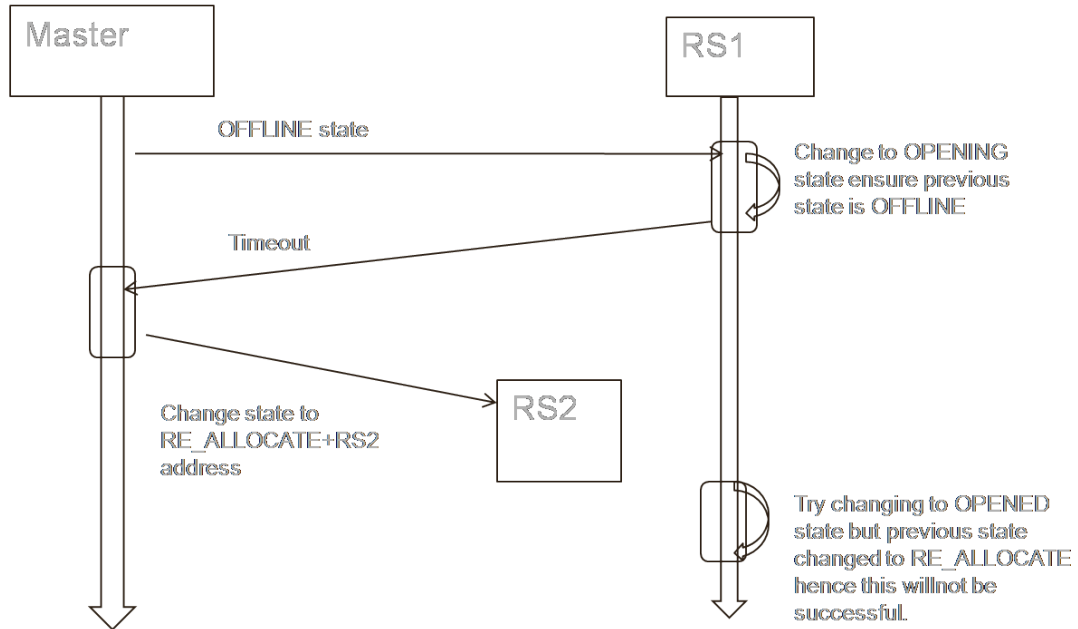 Master
RS1
OFFLINE state
Change to OPENING
state ensure previous
state is OFFLINE
Timeout
RS2
Change state to
RE_ALLOCATE+RS2
address
Try changing to OPENED
state but previous state
changed to RE_ALLOCATE
hence this willnot be
successful.